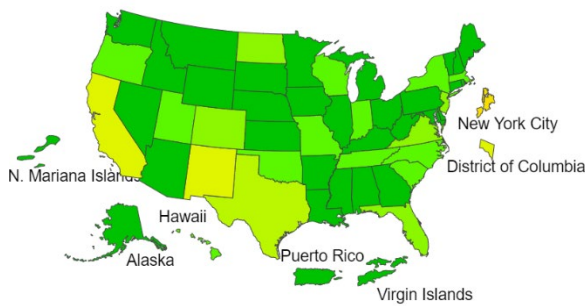 New York City
District of Columbia
N. Mariana Islands
Hawaii
Alaska
Puerto Rico
Virgin Islands